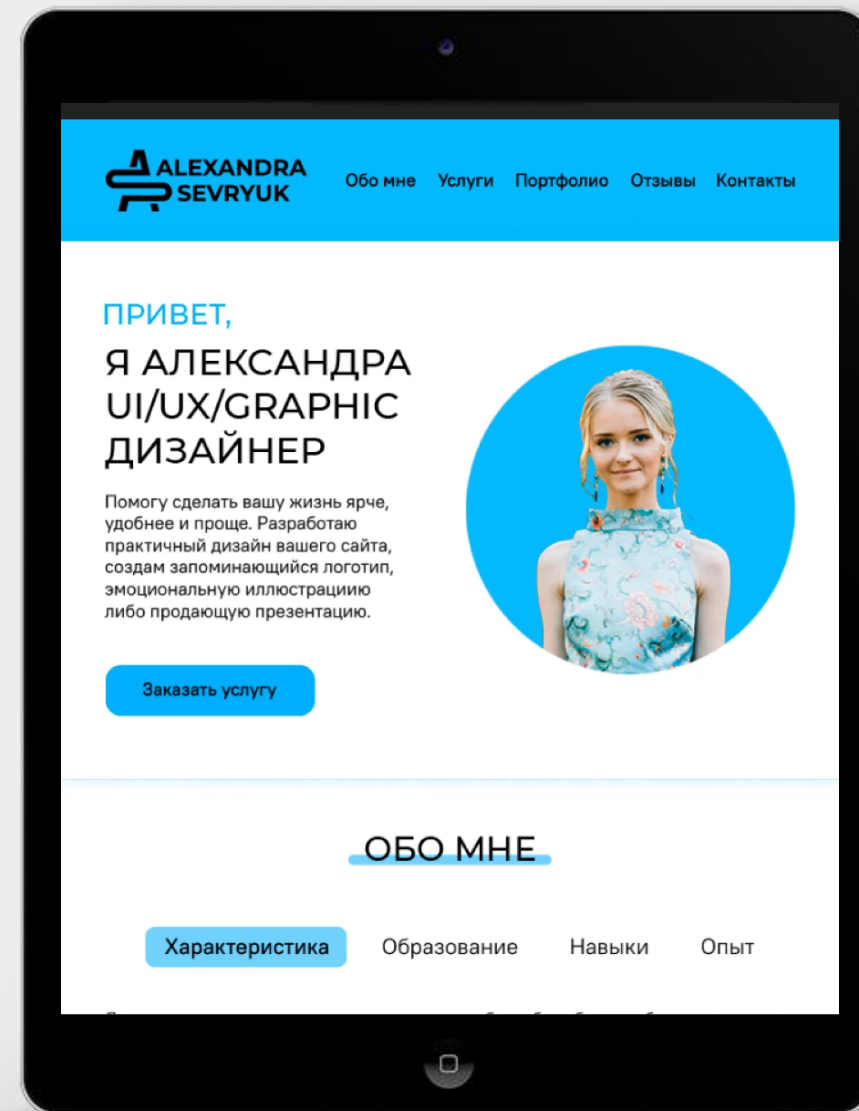 ALEXANDRA
SEVRYUK
Обо мне Услуги Портфолио Отзывы Контакты
ПРИВЕТ,
Я АЛЕКСАНДРА
UI/UX/GRAPHIC
ДИЗАЙНЕР
Помогу сделать вашу жизнь ярче,
удобнее и проще. Разработаю
практичный дизайн вашего сайта,
создам запоминающийся логотип,
эмоциональную иллюстрациию
либо продающую презентацию.
Заказать услугу
ОБО МНЕ
Характеристика Образование Навыки Опыт